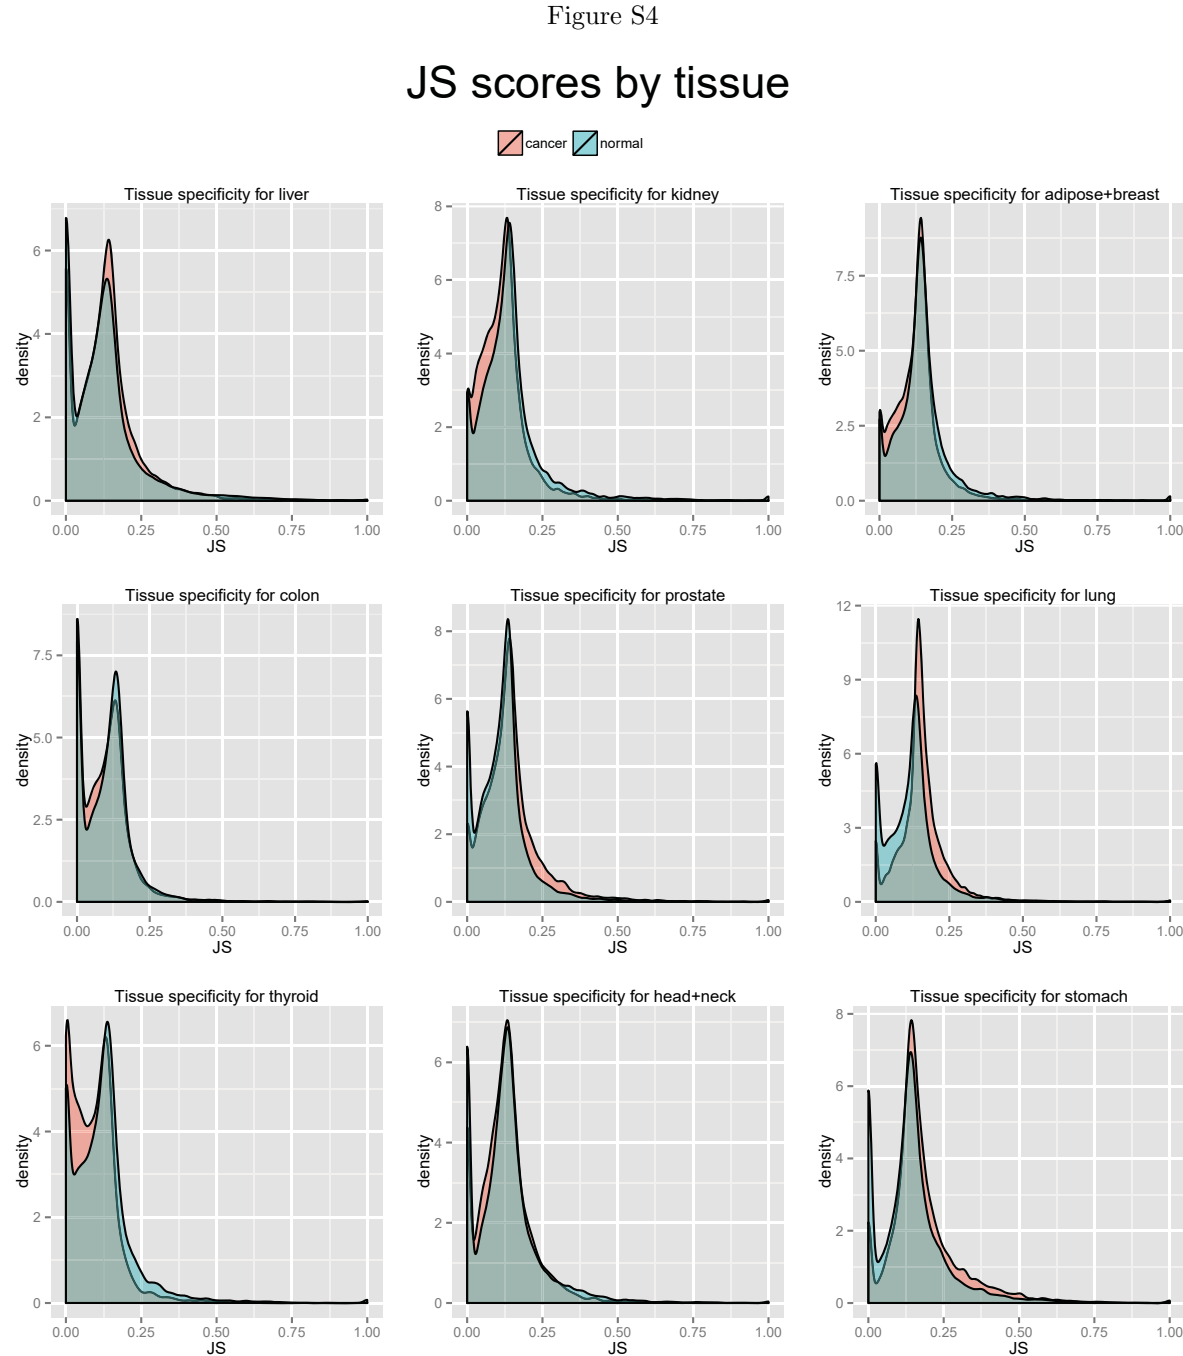 Figure S4
JS scores by tissue
cancer normal
Tissue specificity for liver
density
6
4
2
0
0.00 0.25 0.50 0.75 1.00
JS
Tissue specificity for kidney
density
8
6
4
2
0
0.00 0.25 0.50 0.75 1.00
JS
Tissue specificity for adipose+breast
density
7.5
5.0
2.5
0.0
0.00 0.25 0.50 0.75 1.00
JS
Tissue specificity for colon
density
7.5
5.0
2.5
0.0
0.00 0.25 0.50 0.75 1.00
JS
Tissue specificity for prostate
density
8
6
4
2
0
0.00 0.25 0.50 0.75 1.00
JS
Tissue specificity for lung
density
12
9
6
3
0
0.00 0.25 0.50 0.75 1.00
JS
Tissue specificity for thyroid
density
6
4
2
0
0.00 0.25 0.50 0.75 1.00
JS
Tissue specificity for head+neck
density
6
4
2
0
0.00 0.25 0.50 0.75 1.00
JS
Tissue specificity for stomach
density
8
6
4
2
0
0.00 0.25 0.50 0.75 1.00
JS